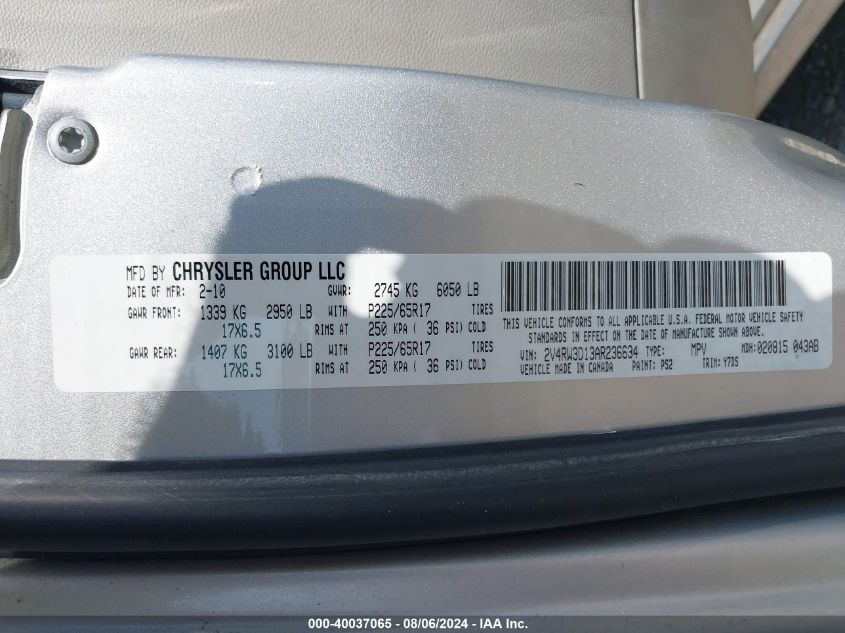 MFD BY CHRYSLER GROUP LLC
DATE OF MFR: 2-10 GVWR: 2745 KG 6050 LB
GAWR FRONT: 1339 KG 2950 LB WITH P225/65R17 TIRES
17X6.5 RIMS AT 250 KPA ( 36 PSI) COLD
GAWR REAR: 1407 KG 3100 LB WITH P225/65R17 TIRES
17X6.5 RIMS AT 250 KPA ( 36 PSI) COLD
THIS VEHICLE CONFORMS TO ALL APPLICABLE U.S.A. FEDERAL MOTOR VEHICLE SAFETY
STANDARDS IN EFFECT ON THE DATE OF MANUFACTURE SHOWN ABOVE.
VIN: 2V4RW3D13AR236634 TYPE: MPV MDH: 020815 043AB
VEHICLE MADE IN CANADA PAINT: PS2 TRIM: Y7D5
000-40037065 - 08/06/2024 - IAA Inc.